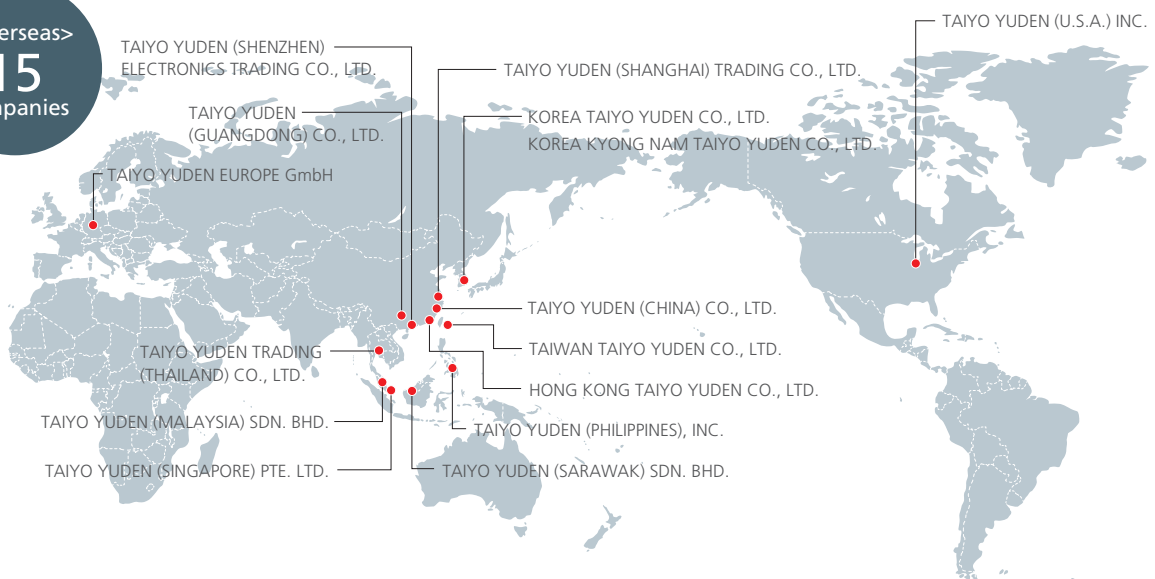 erseas>
15
mpanies
TAIYO YUDEN (U.S.A.) INC.
TAIYO YUDEN (SHENZHEN)
ELECTRONICS TRADING CO., LTD.
TAIYO YUDEN (SHANGHAI) TRADING CO., LTD.
TAIYO YUDEN
(GUANGDONG) CO., LTD.
KOREA TAIYO YUDEN CO., LTD.
KOREA KYONG NAM TAIYO YUDEN CO., LTD.
TAIYO YUDEN EUROPE GmbH
TAIYO YUDEN (CHINA) CO., LTD.
TAIYO YUDEN TRADING
(THAILAND) CO., LTD.
TAIWAN TAIYO YUDEN CO., LTD.
HONG KONG TAIYO YUDEN CO., LTD.
TAIYO YUDEN (MALAYSIA) SDN. BHD.
TAIYO YUDEN (PHILIPPINES), INC.
TAIYO YUDEN (SINGAPORE) PTE. LTD.
TAIYO YUDEN (SARAWAK) SDN. BHD.